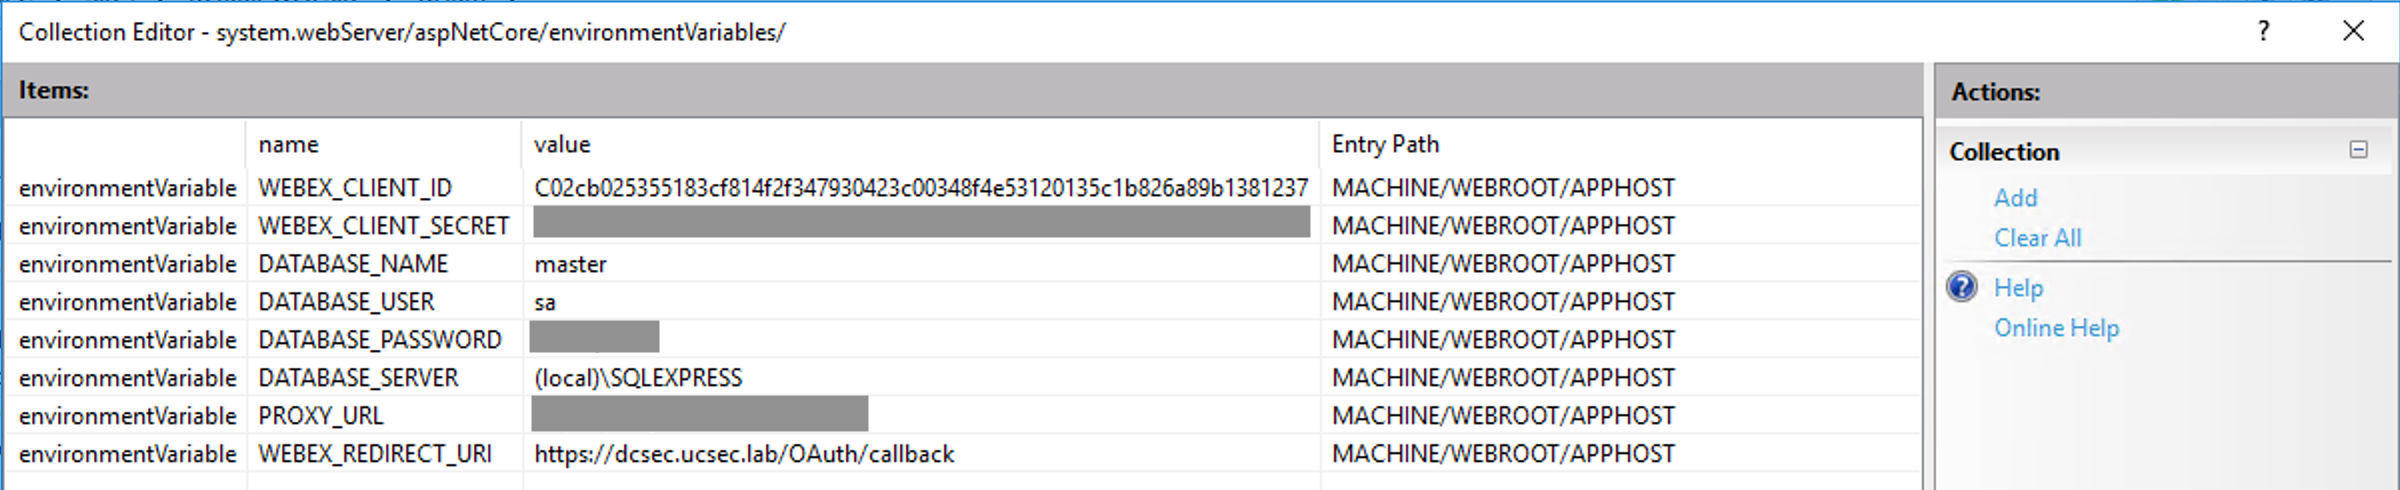 Collection Editor - system.webServer/aspNetCore/environmentVariables/ ?
Items:
name value Entry Path
environmentVariable WEBEX_CLIENT_ID C02cb025355183cf814f2f347930423c00348f4e53120135c1b826a89b1381237 MACHINE/WEBROOT/APPHOST
environmentVariable WEBEX_CLIENT_SECRET MACHINE/WEBROOT/APPHOST
environmentVariable DATABASE_NAME master MACHINE/WEBROOT/APPHOST
environmentVariable DATABASE_USER sa MACHINE/WEBROOT/APPHOST
environmentVariable DATABASE_PASSWORD MACHINE/WEBROOT/APPHOST
environmentVariable DATABASE_SERVER (local)\SQLEXPRESS MACHINE/WEBROOT/APPHOST
environmentVariable PROXY_URL MACHINE/WEBROOT/APPHOST
environmentVariable WEBEX_REDIRECT_URI https://dcsec.ucsec.lab/OAuth/callback MACHINE/WEBROOT/APPHOST
Actions:
Collection
Add
Clear All
Help
Online Help